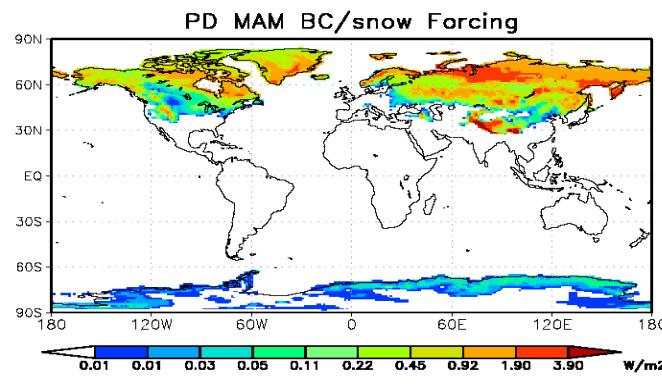 PD MAM BC/snow Forcing
90N
60N
30N
EQ
30S
60S
90S
180 120W 60W 0 60E 120E 180
0.01 0.01 0.03 0.05 0.11 0.22 0.45 0.92 1.90 3.90 W/m2